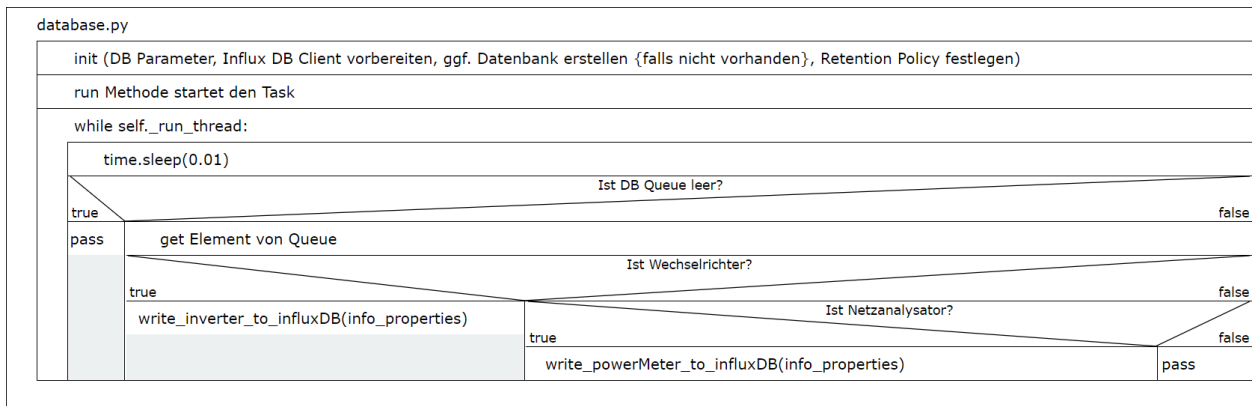 database.py
init (DB Parameter, Influx DB Client vorbereiten, ggf. Datenbank erstellen {falls nicht vorhanden}, Retention Policy festlegen)
run Methode startet den Task
while self._run_thread:
time.sleep(0.01)
Ist DB Queue leer?
true
false
pass
get Element von Queue
Ist Wechselrichter?
true
false
write_inverter_to_influxDB(info_properties)
Ist Netzanalysator?
true
false
write_powerMeter_to_influxDB(info_properties)
pass